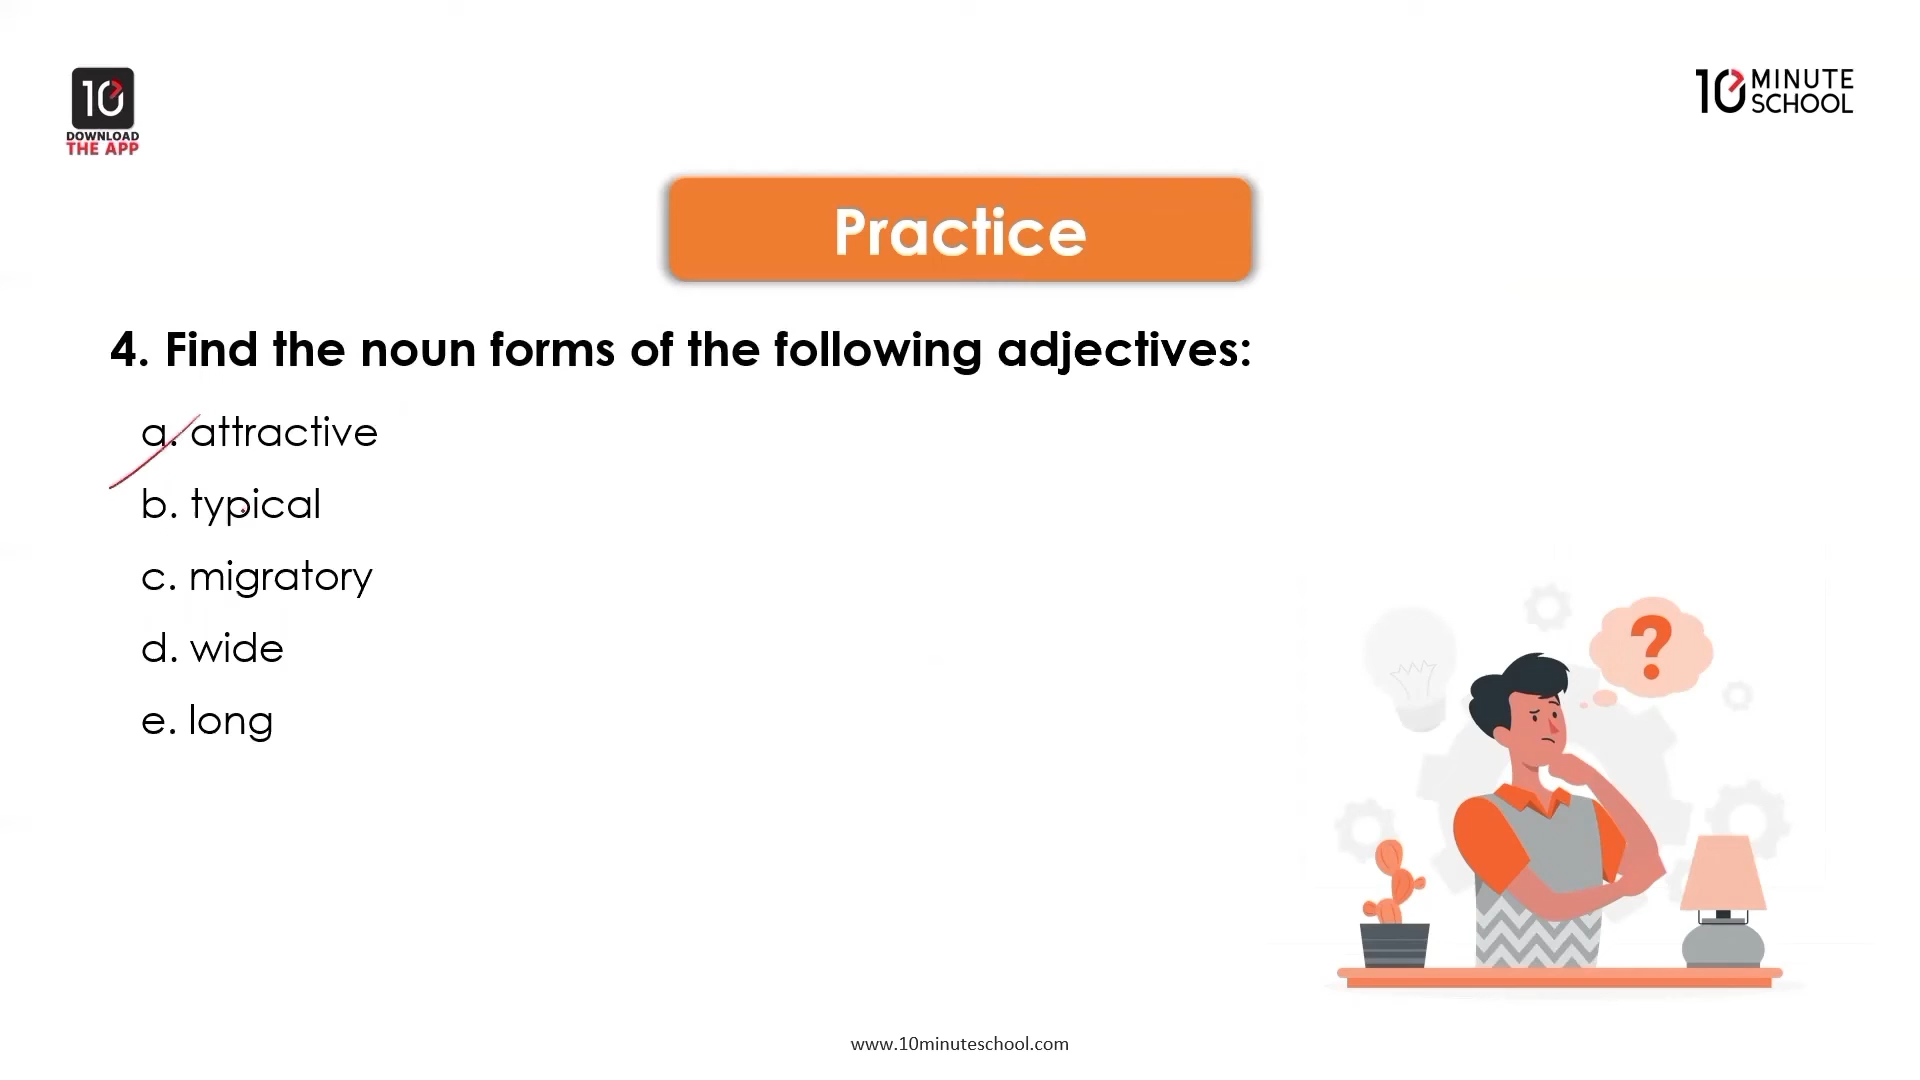 10
DOWNLOAD
THE APP
10 MINUTE
SCHOOL
Practice
4. Find the noun forms of the following adjectives:
a. attractive
b. typical
c. migratory
d. wide
e. long
?
www.10minuteschool.com